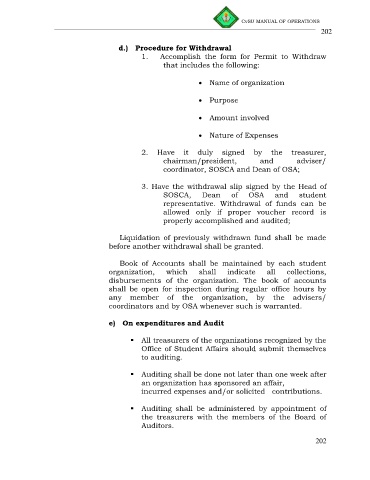 CvSU MANUAL OF OPERATIONS
202
d.) Procedure for Withdrawal
1. Accomplish the form for Permit to Withdraw
that includes the following:
• Name of organization
• Purpose
• Amount involved
• Nature of Expenses
2. Have it duly signed by the treasurer,
chairman/president, and adviser/
coordinator, SOSCA and Dean of OSA;
3. Have the withdrawal slip signed by the Head of
SOSCA, Dean of OSA and student
representative. Withdrawal of funds can be
allowed only if proper voucher record is
properly accomplished and audited;
Liquidation of previously withdrawn fund shall be made
before another withdrawal shall be granted.
Book of Accounts shall be maintained by each student
organization, which shall indicate all collections,
disbursements of the organization. The book of accounts
shall be open for inspection during regular office hours by
any member of the organization, by the advisers/
coordinators and by OSA whenever such is warranted.
e) On expenditures and Audit
▪ All treasurers of the organizations recognized by the
Office of Student Affairs should submit themselves
to auditing.
▪ Auditing shall be done not later than one week after
an organization has sponsored an affair,
incurred expenses and/or solicited contributions.
▪ Auditing shall be administered by appointment of
the treasurers with the members of the Board of
Auditors.
202